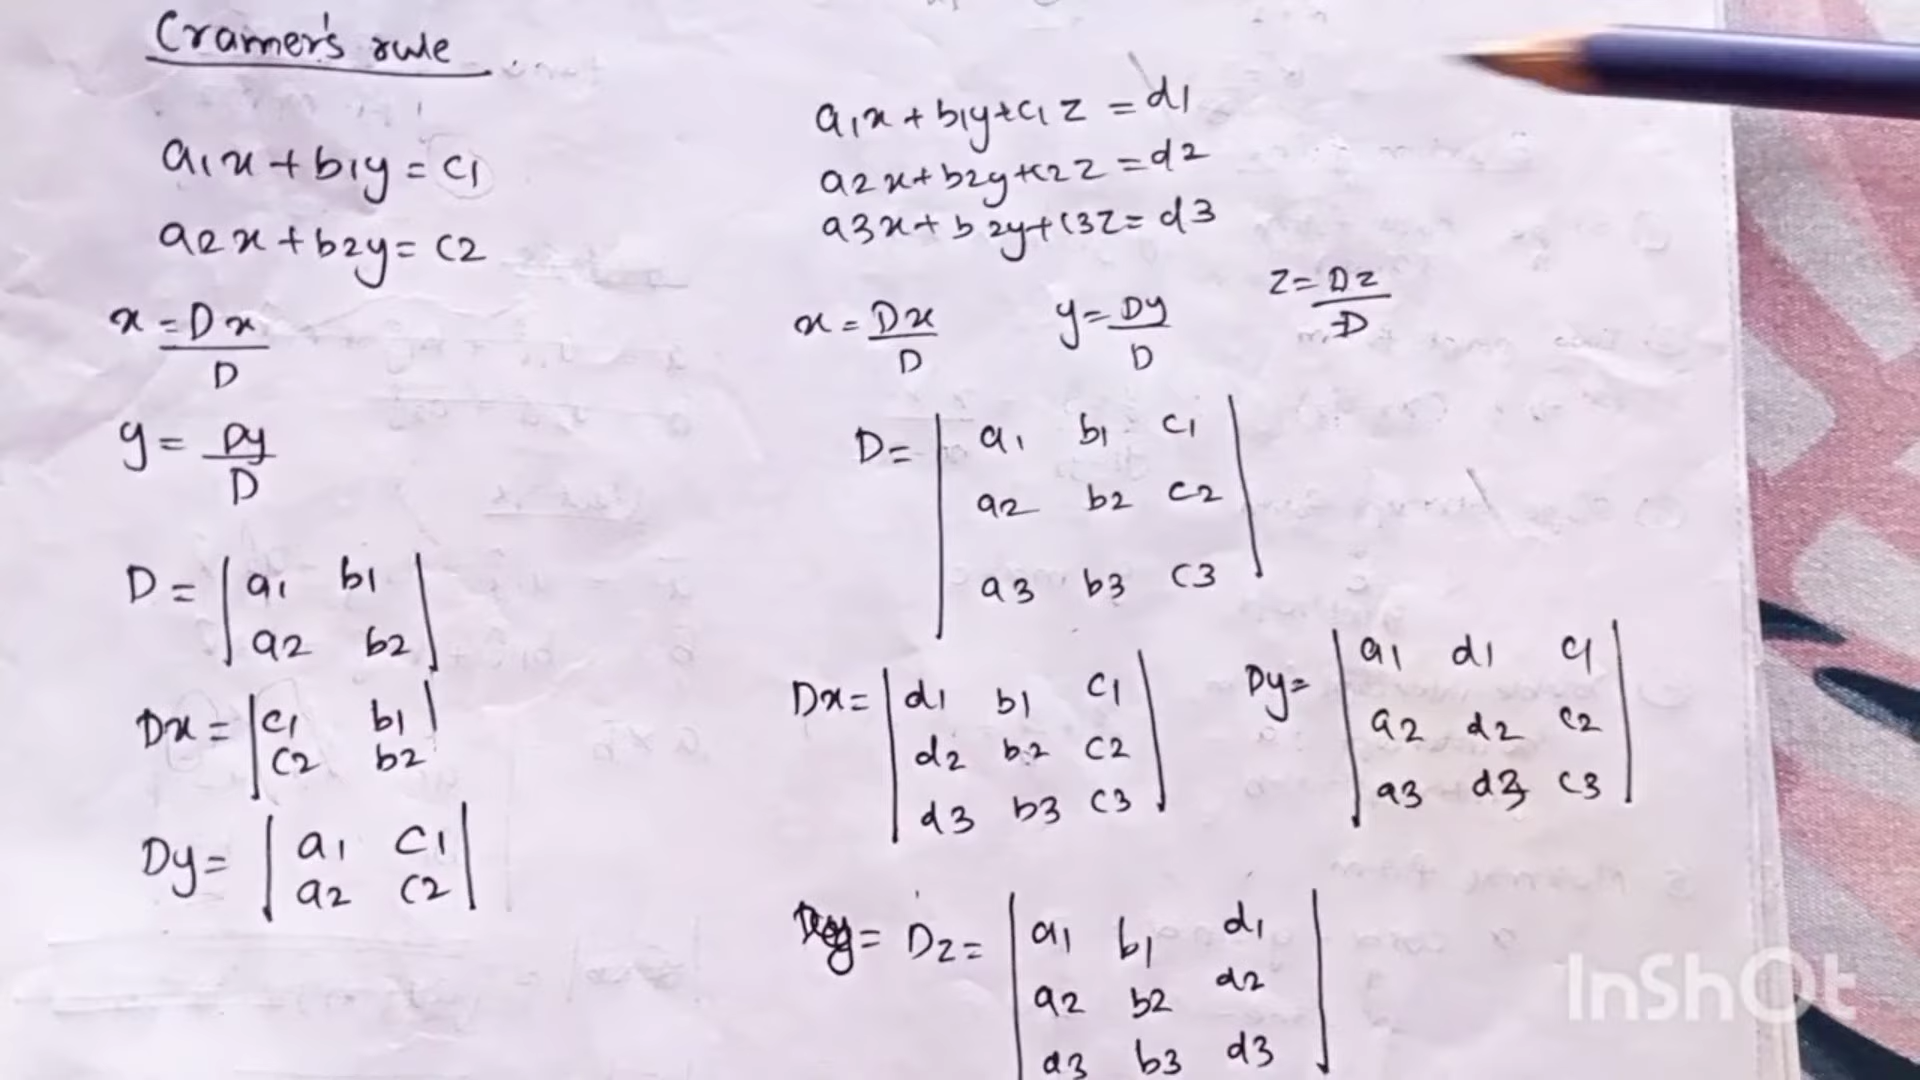 Cramer's rule
a1x + b1y = c1
a2x + b2y = c2
x = Dx
D
y = Dy
D
D = | a1 b1 |
| a2 b2 |
Dx = | c1 b1 |
| c2 b2 |
Dy = | a1 c1 |
| a2 c2 |
a1x + b1y + c1z = d1
a2x + b2y + c2z = d2
a3x + b2y + c3z = d3
x = Dx y = Dy z = Dz
D D D
D = | a1 b1 c1 |
| a2 b2 c2 |
| a3 b3 c3 |
Dx = | d1 b1 c1 |
| d2 b2 c2 |
| d3 b3 c3 |
Dy = | a1 d1 c1 |
| a2 d2 c2 |
| a3 d3 c3 |
= Dz = | a1 b1 d1 |
| a2 b2 d2 |
| a3 b3 d3 |
InShOt